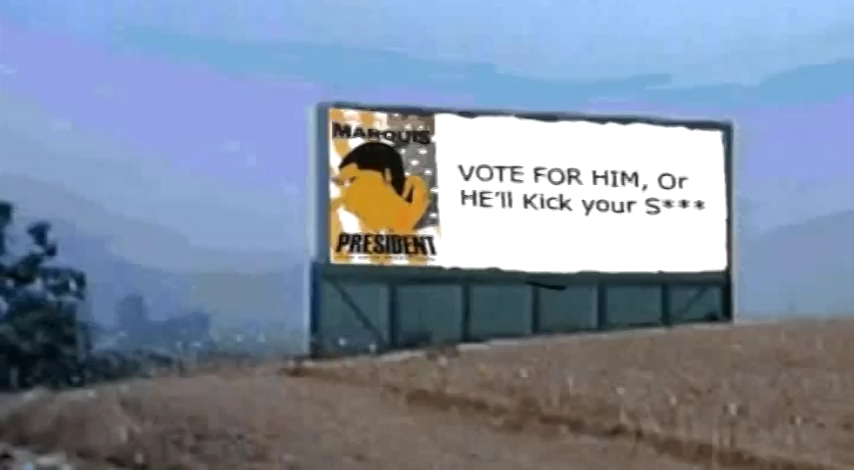 MARQUIS
PRESIDENT
VOTE FOR HIM, Or
HE'll Kick your S***